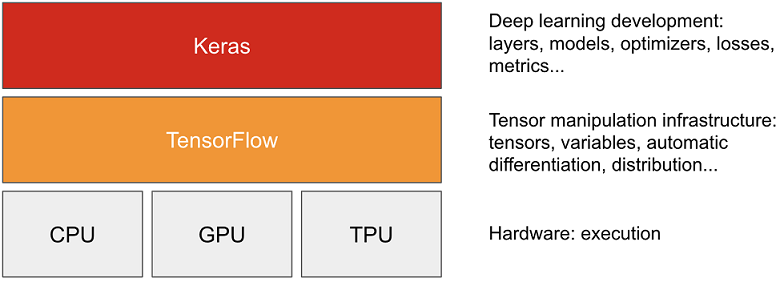 Keras
Deep learning development:
layers, models, optimizers, losses,
metrics...
TensorFlow
Tensor manipulation infrastructure:
tensors, variables, automatic
differentiation, distribution...
CPU
GPU
TPU
Hardware: execution